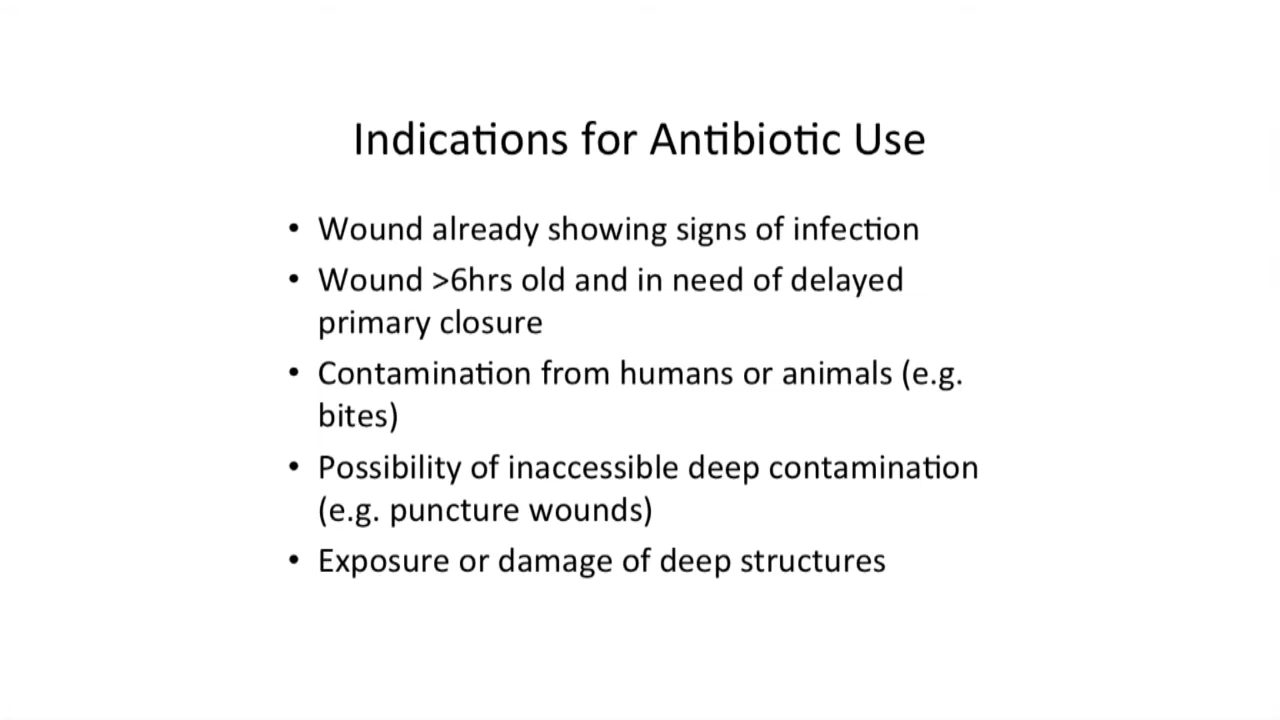 Indications for Antibiotic Use
• Wound already showing signs of infection
• Wound >6hrs old and in need of delayed
primary closure
• Contamination from humans or animals (e.g.
bites)
• Possibility of inaccessible deep contamination
(e.g. puncture wounds)
• Exposure or damage of deep structures